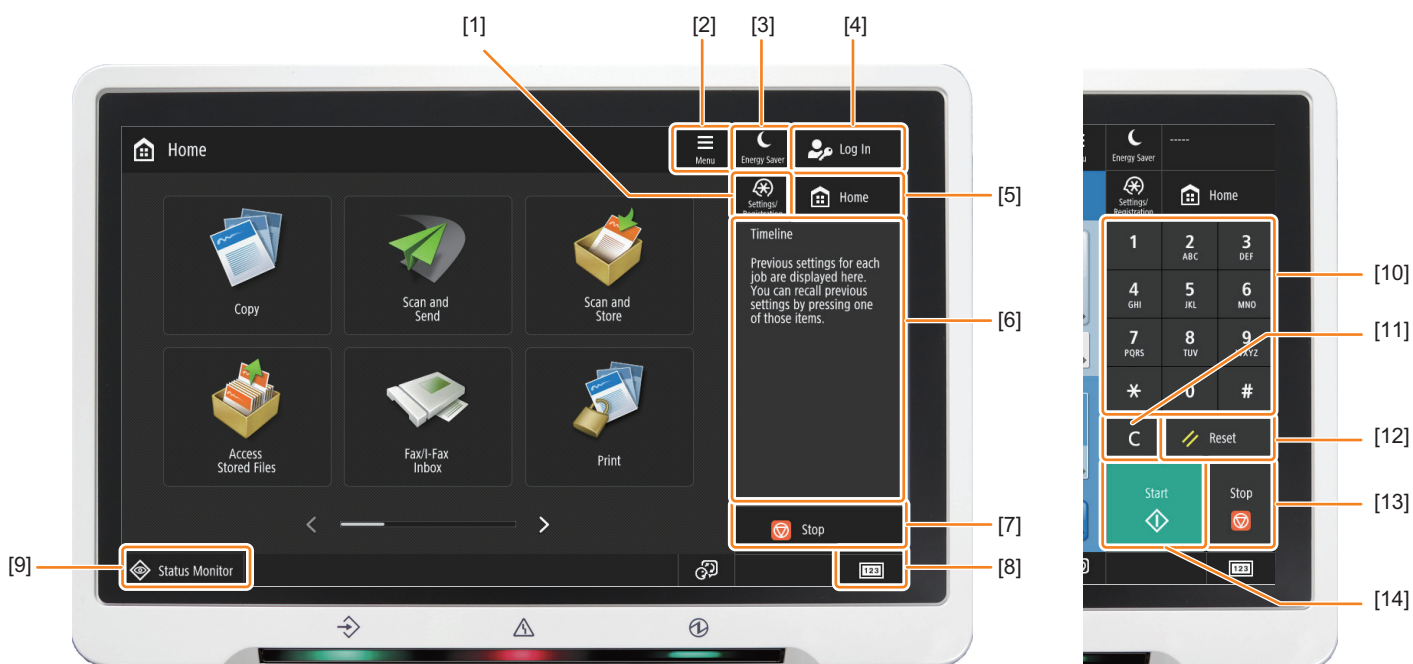 [1]
[2]
[3]
[4]
Home
Menu
Energy Saver
Log In
Settings/
Registration
Home
[5]
Copy
Scan and
Send
Scan and
Store
Timeline
Previous settings for each
job are displayed here.
You can recall previous
settings by pressing one
of those items.
[6]
Access
Stored Files
Fax/I-Fax
Inbox
Print
Stop
[7]
[9]
Status Monitor
123
[8]
Energy Saver
-----
Settings/
Registration
Home
1
2
ABC
3
DEF
[10]
4
GHI
5
JKL
6
MNO
[11]
7
PQRS
8
TUV
9
WXYZ
*
0
#
C
Reset
[12]
Start
Stop
[13]
123
[14]